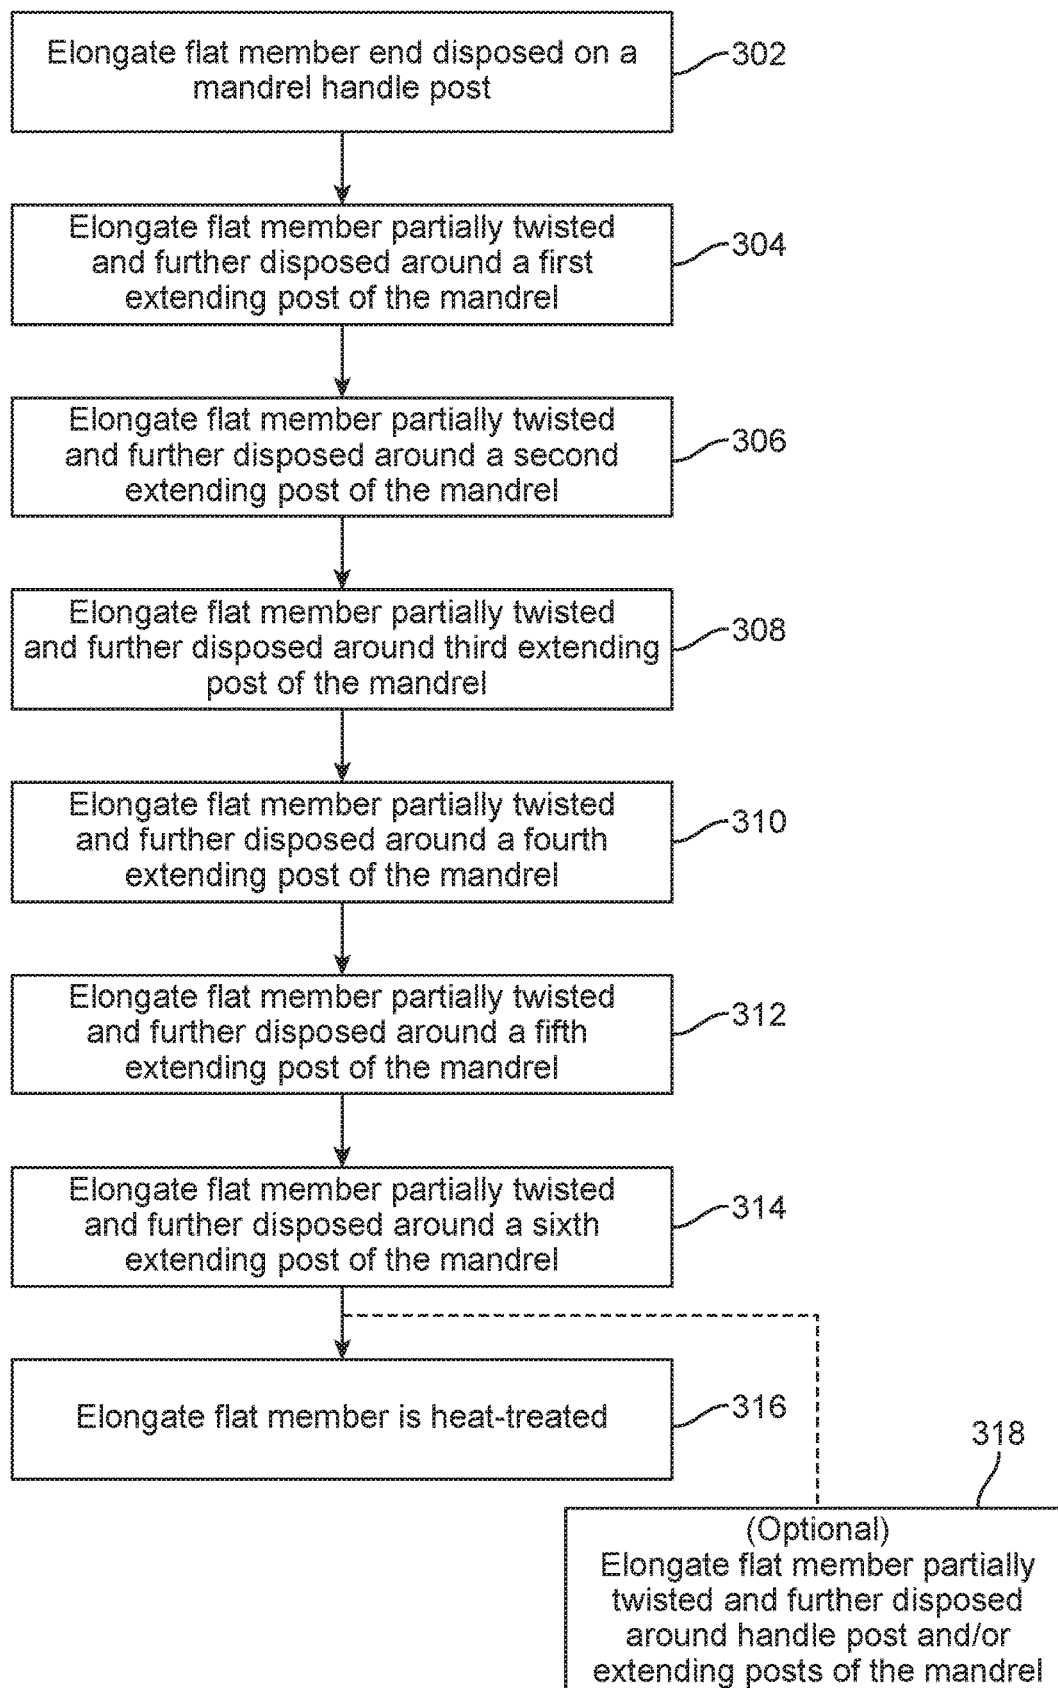 Elongate flat member end disposed on a
mandrel handle post
302
Elongate flat member partially twisted
and further disposed around a first
extending post of the mandrel
304
Elongate flat member partially twisted
and further disposed around a second
extending post of the mandrel
306
Elongate flat member partially twisted
and further disposed around third extending
post of the mandrel
308
Elongate flat member partially twisted
and further disposed around a fourth
extending post of the mandrel
310
Elongate flat member partially twisted
and further disposed around a fifth
extending post of the mandrel
312
Elongate flat member partially twisted
and further disposed around a sixth
extending post of the mandrel
314
Elongate flat member is heat-treated
316
318
(Optional)
Elongate flat member partially
twisted and further disposed
around handle post and/or
extending posts of the mandrel